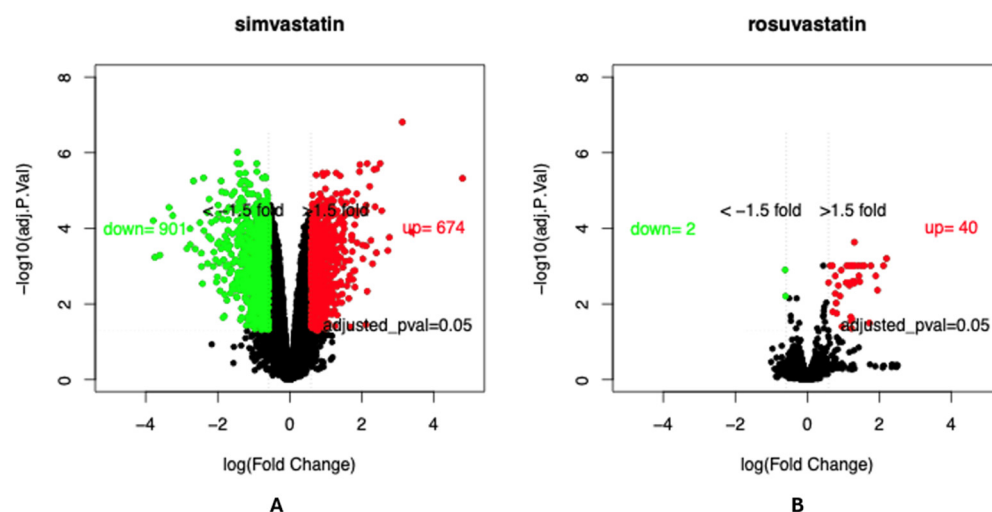 simvastatin
8
6
4
2
0
−log10(adj.P.Val)
< −1.5 fold
>1.5 fold
down= 901
up= 674
adjusted_pval=0.05
−4
−2
0
2
4
log(Fold Change)
A
rosuvastatin
8
6
4
2
0
−log10(adj.P.Val)
< −1.5 fold
>1.5 fold
down= 2
up= 40
adjusted_pval=0.05
−4
−2
0
2
4
log(Fold Change)
B